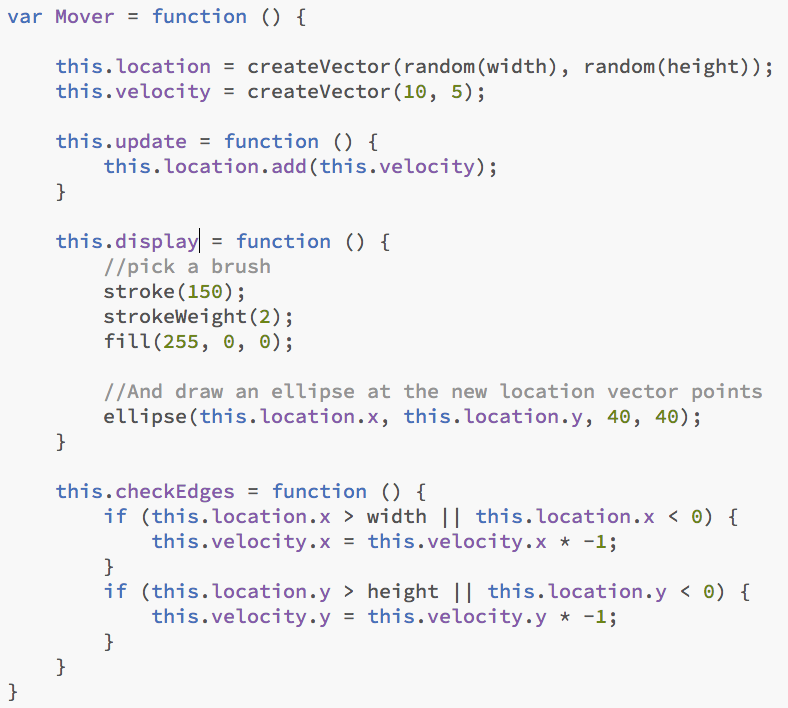 var Mover = function () {

    this.location = createVector(random(width), random(height));
    this.velocity = createVector(10, 5);

    this.update = function () {
        this.location.add(this.velocity);
    }

    this.display = function () {
        //pick a brush
        stroke(150);
        strokeWeight(2);
        fill(255, 0, 0);

        //And draw an ellipse at the new location vector points
        ellipse(this.location.x, this.location.y, 40, 40);
    }

    this.checkEdges = function () {
        if (this.location.x > width || this.location.x < 0) {
            this.velocity.x = this.velocity.x * -1;
        }
        if (this.location.y > height || this.location.y < 0) {
            this.velocity.y = this.velocity.y * -1;
        }
    }
}